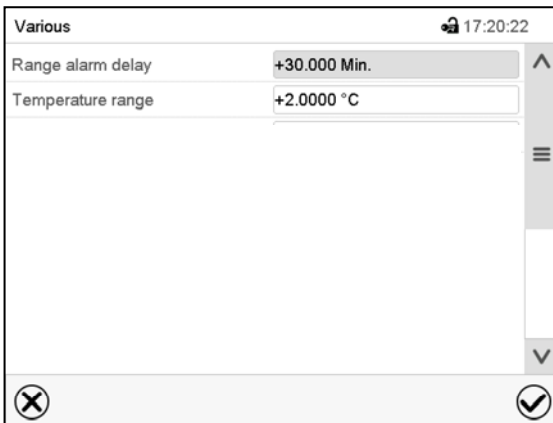 Various 17:20:22
Range alarm delay +30.000 Min.
Temperature range +2.0000 °C